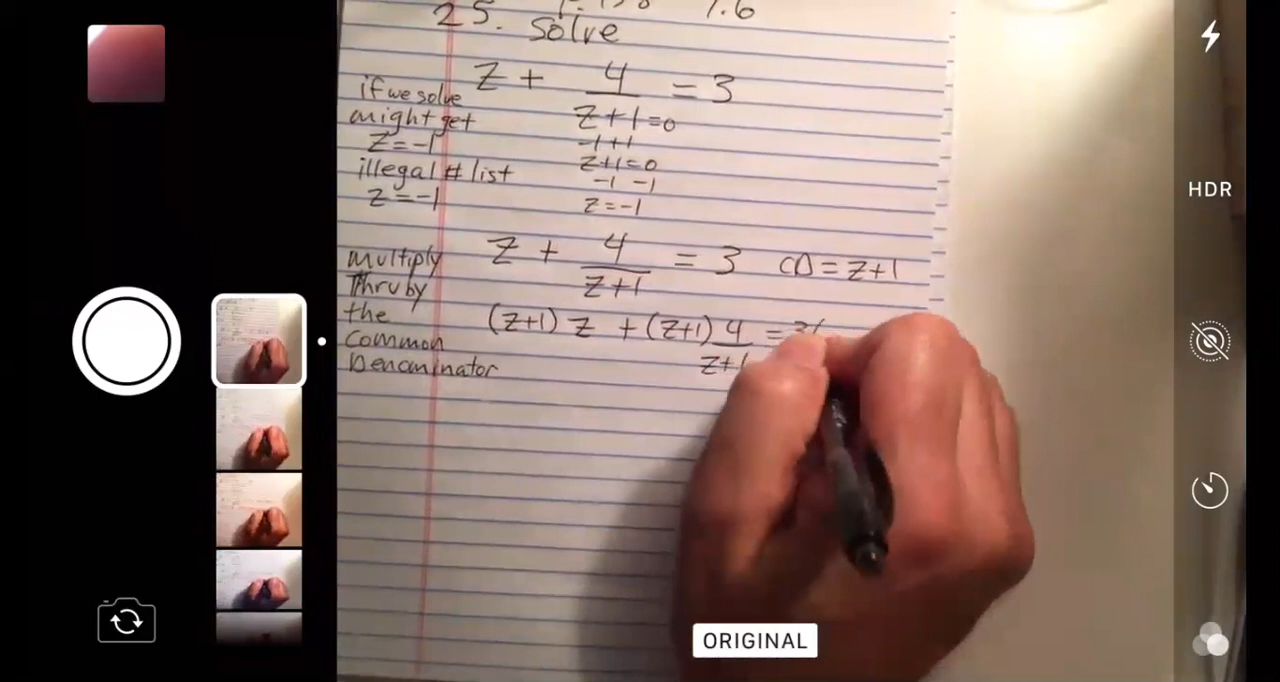 25. Solve
z + 4/z+1 = 3
=0
if we solve
might get
z = -1
illegal # list
z = -1
-1 +1
z+1=0
-1 -1
z = -1
multiply
thru by
the
common
Denominator
z + 4/z+1 = 3 CD = z+1
(z+1) z + (z+1) 4/z+1 = 3(
HDR
ORIGINAL